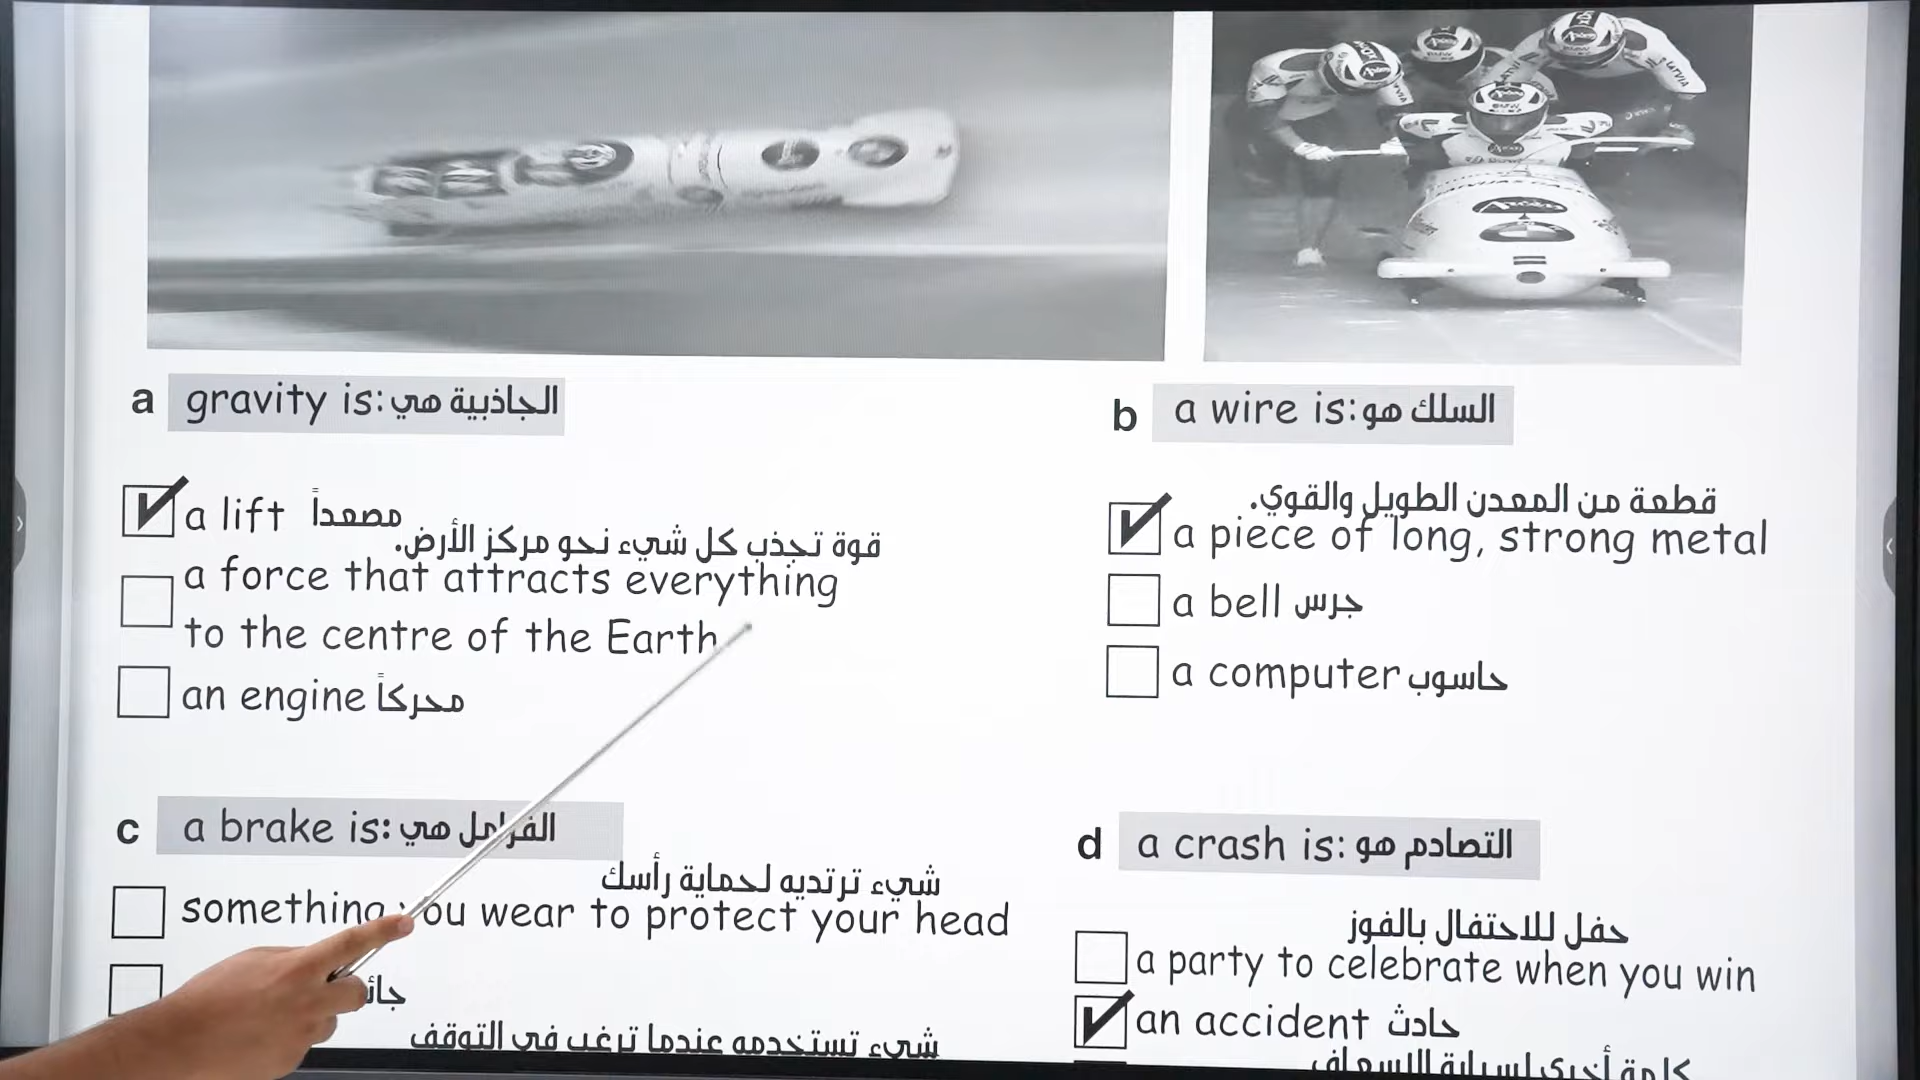 a gravity is: الجاذبية هي
a lift مصعداً
قوة تجذب كل شيء نحو مركز الأرض.
a force that attracts everything
to the centre of the Earth
an engine محركاً
b a wire is: السلك هو
قطعة من المعدن الطويل والقوي.
a piece of long, strong metal
a bell جرس
a computer حاسوب
c a brake is: الفرامل هي
شيء ترتديه لحماية رأسك
something you wear to protect your head
شيء تستخدمه عندما ترغب في التوقف
d a crash is: التصادم هو
حفل للاحتفال بالفوز
a party to celebrate when you win
an accident حادث
كلمة أخرى لسيارة الإسعاف